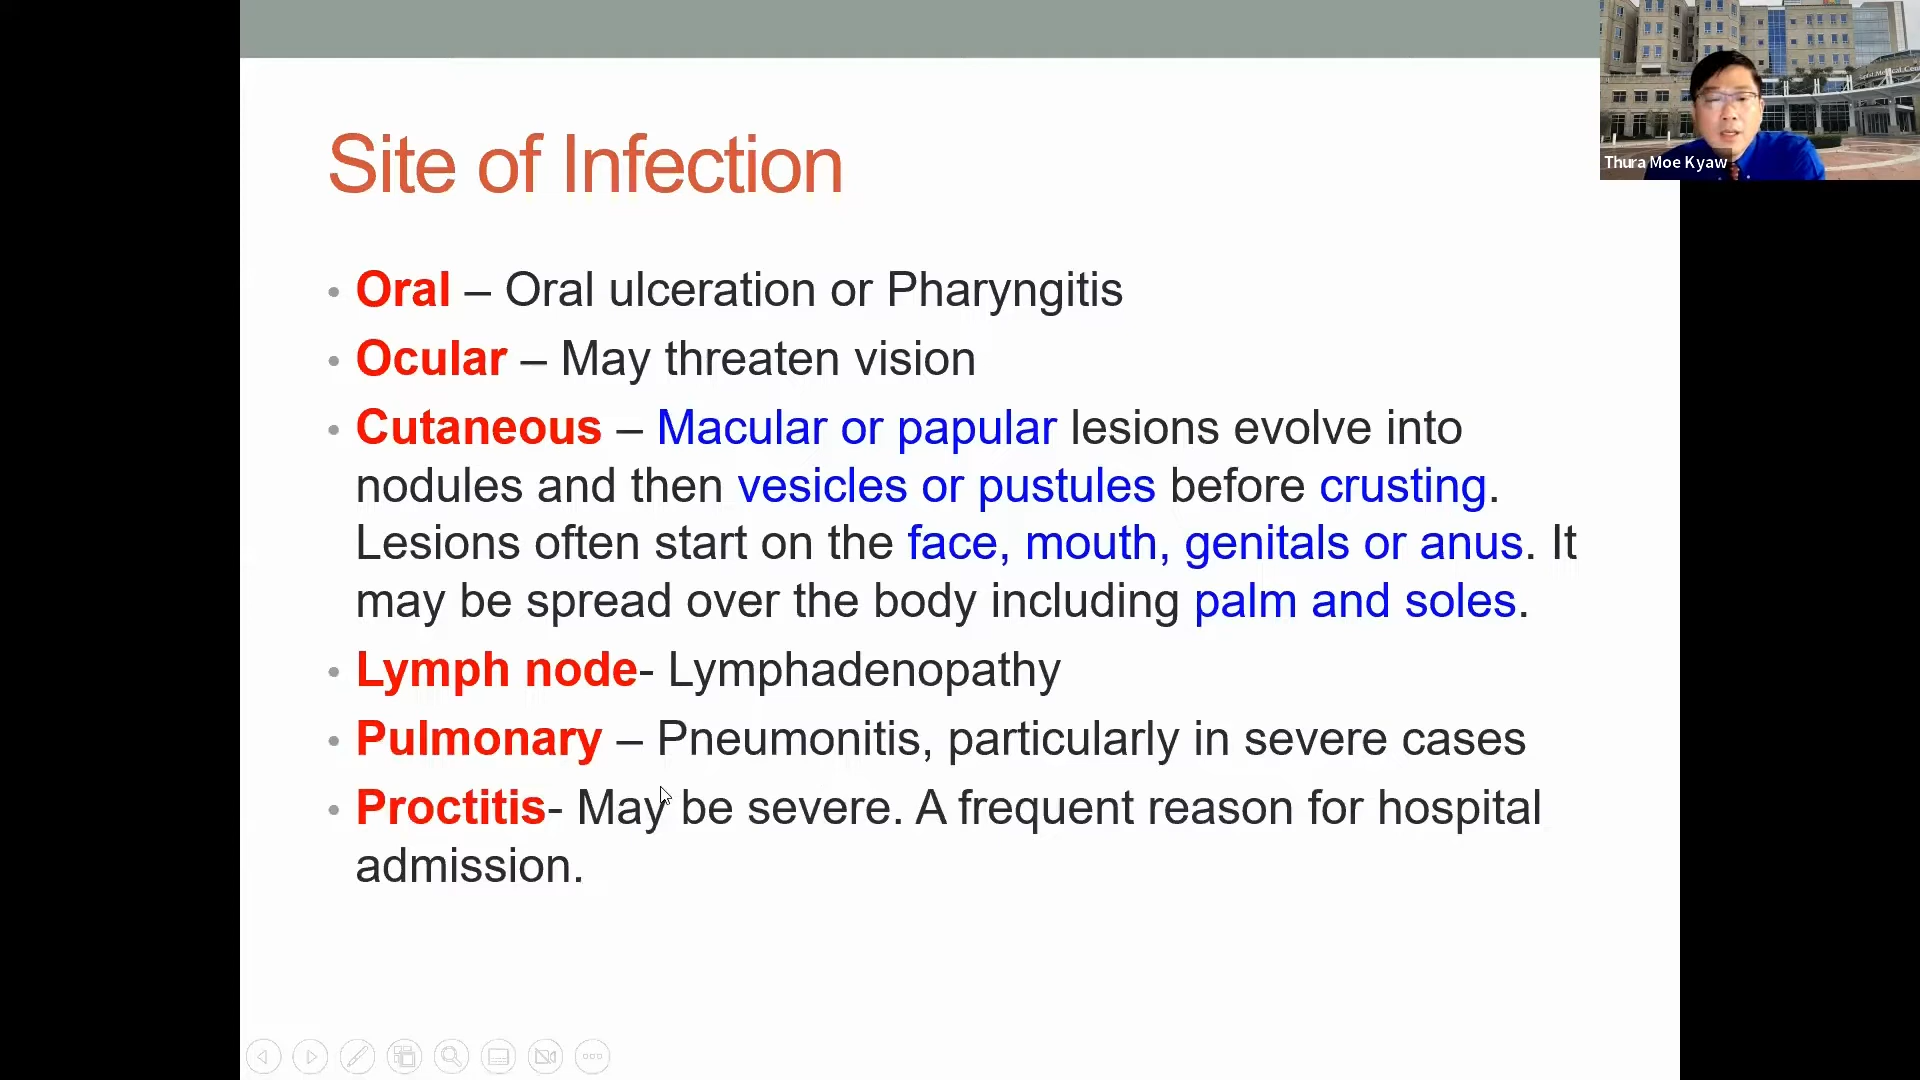 Site of Infection
• Oral – Oral ulceration or Pharyngitis
• Ocular – May threaten vision
• Cutaneous – Macular or papular lesions evolve into
nodules and then vesicles or pustules before crusting.
Lesions often start on the face, mouth, genitals or anus. It
may be spread over the body including palm and soles.
• Lymph node- Lymphadenopathy
• Pulmonary – Pneumonitis, particularly in severe cases
• Proctitis- May be severe. A frequent reason for hospital
admission.
Thura Moe Kyaw